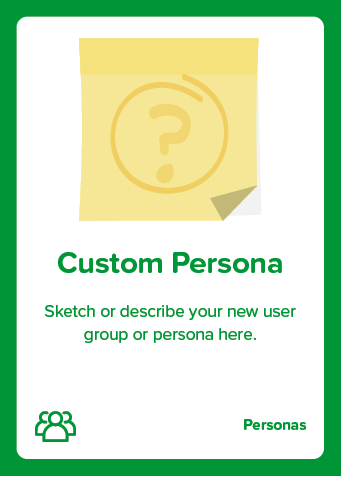 ?
Custom Persona
Sketch or describe your new user
group or persona here.
Personas